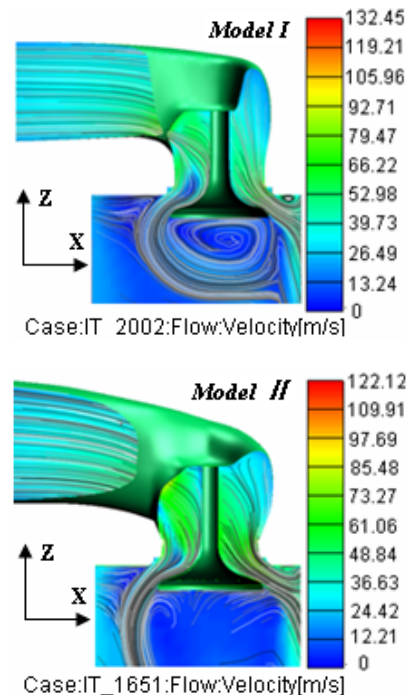 Model I
132.45
119.21
105.96
92.71
79.47
66.22
52.98
39.73
26.49
13.24
0
Z
X
Case:IT_2002:Flow:Velocity[m/s]
Model II
122.12
109.91
97.69
85.48
73.27
61.06
48.84
36.63
24.42
12.21
0
Z
X
Case:IT_1651:Flow:Velocity[m/s]